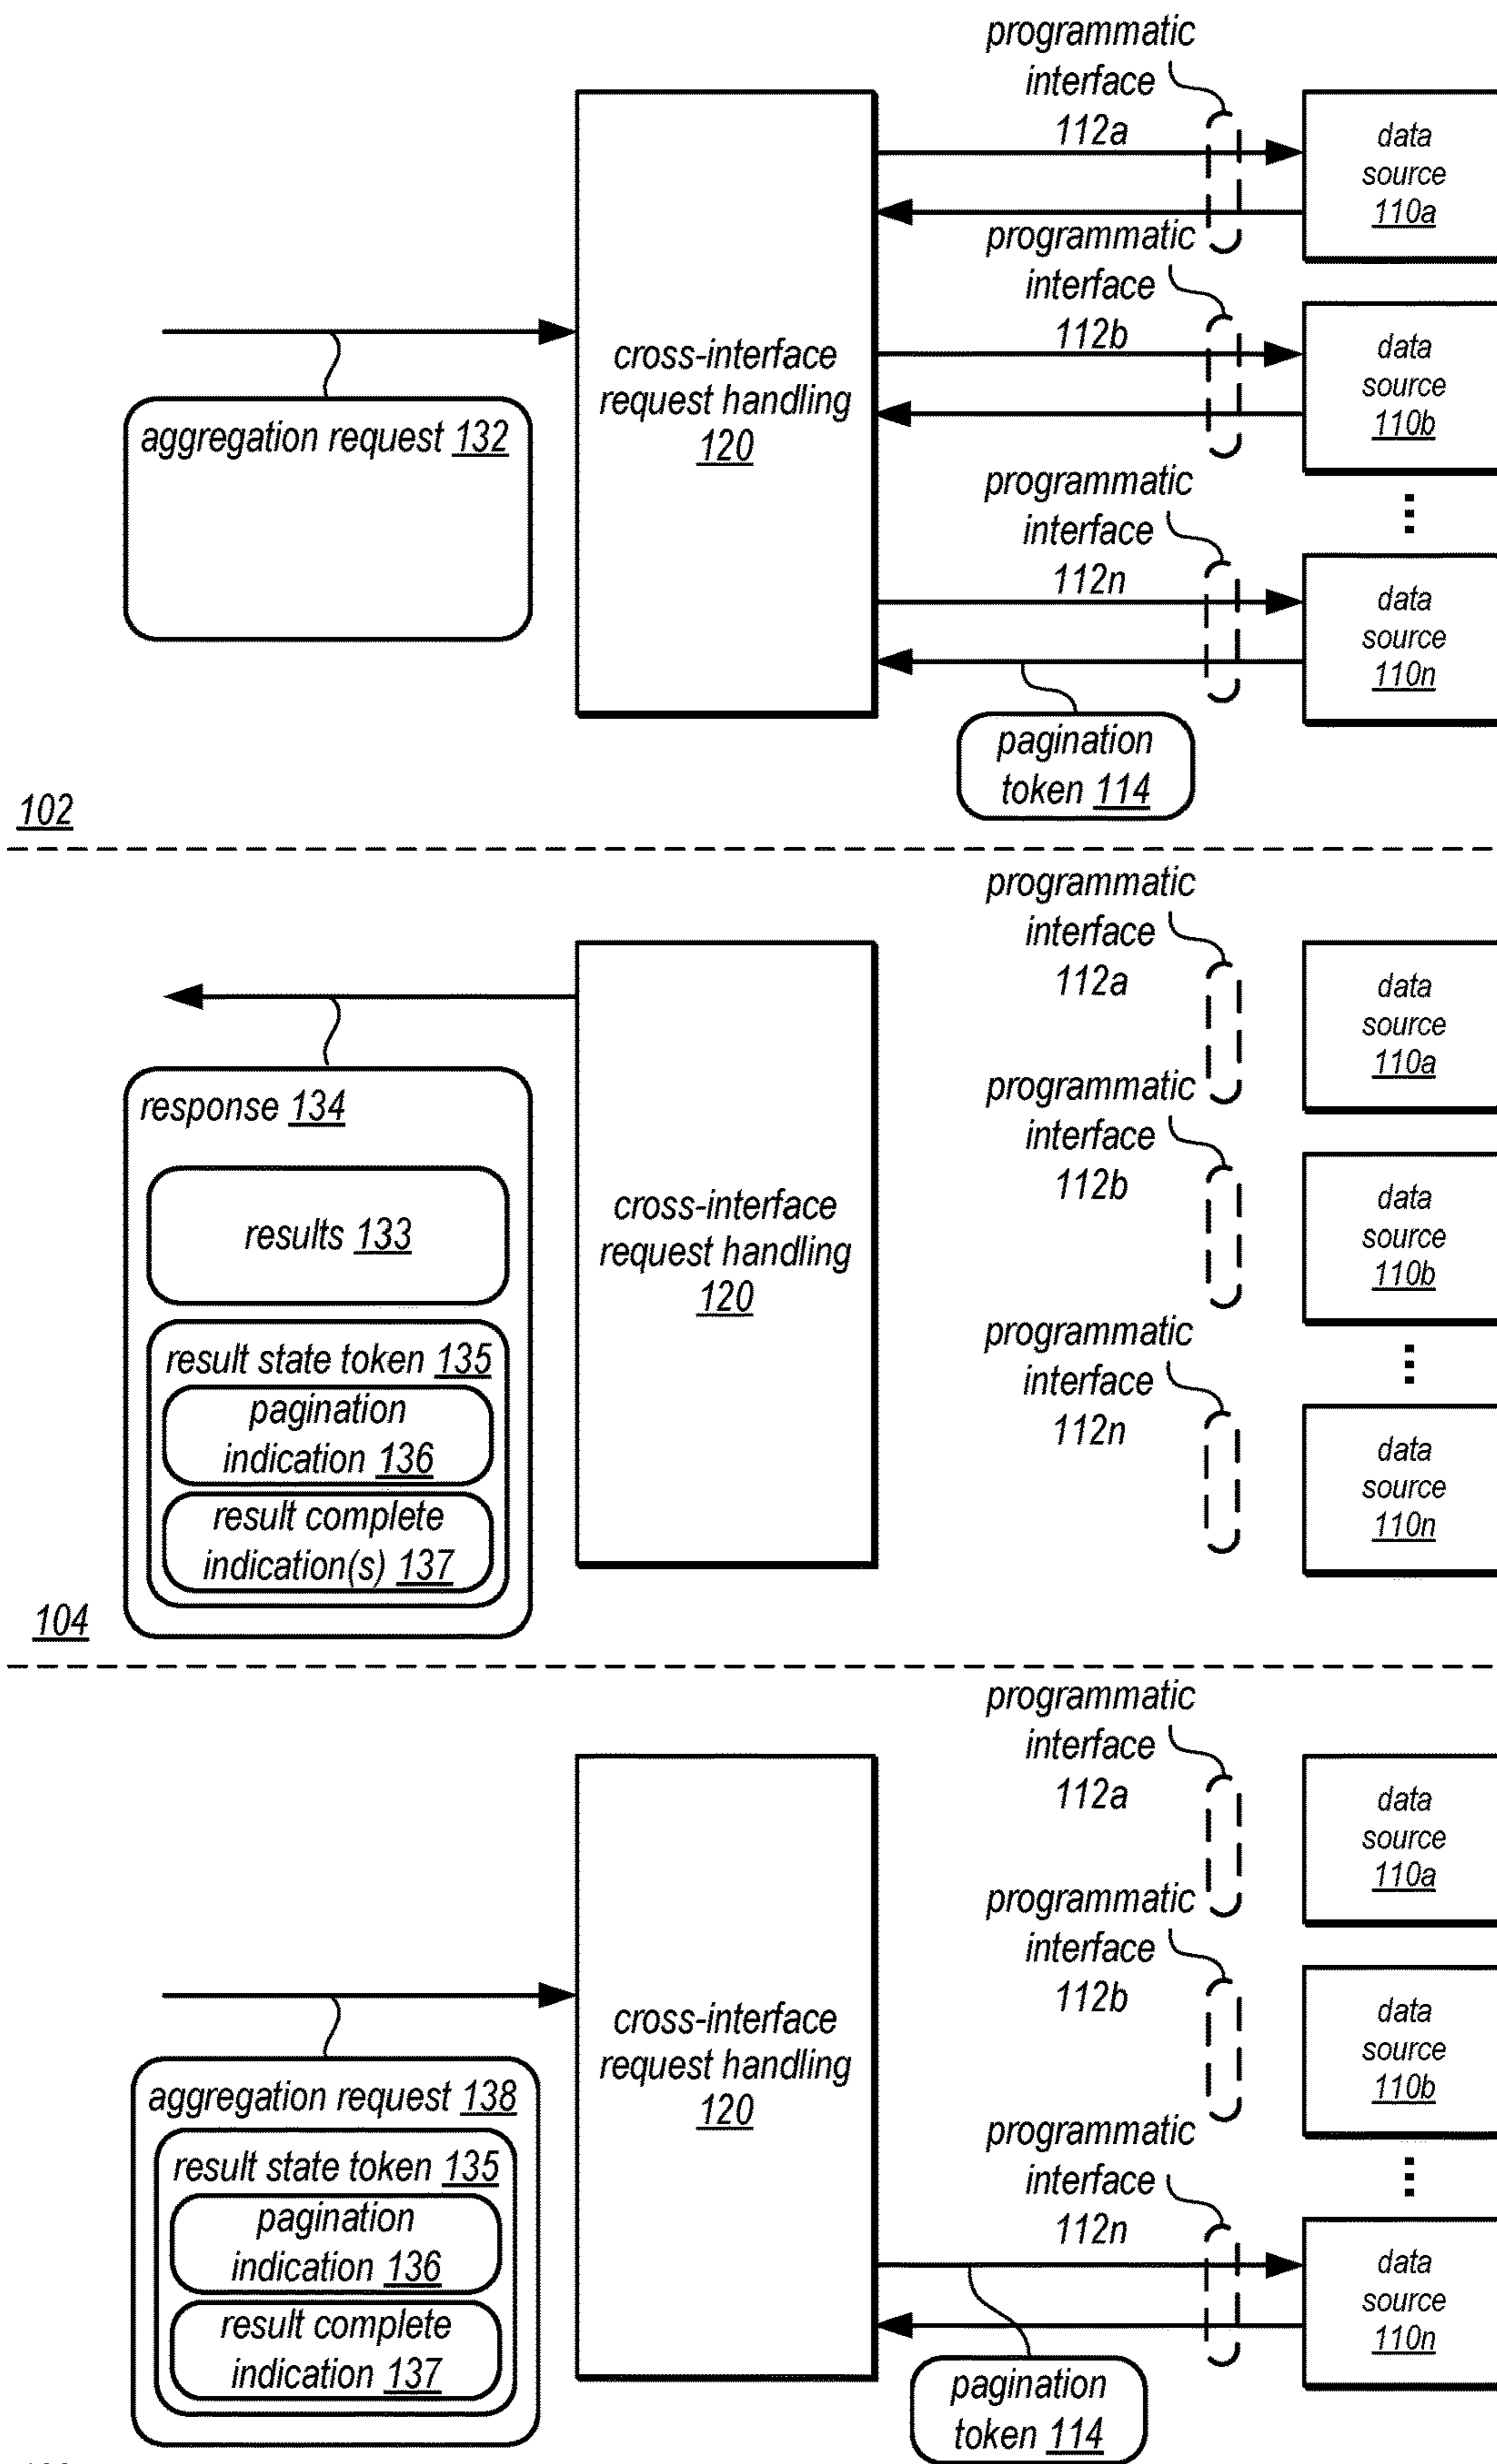 programmatic
interface
112a
data
source
110a
programmatic
interface
112b
data
source
110b
cross-interface
request handling
120
aggregation request 132
programmatic
interface
112n
data
source
110n
pagination
token 114
102
programmatic
interface
112a
data
source
110a
response 134
programmatic
interface
112b
data
source
110b
results 133
cross-interface
request handling
120
result state token 135
pagination
indication 136
result complete
indication(s) 137
programmatic
interface
112n
data
source
110n
104
programmatic
interface
112a
data
source
110a
programmatic
interface
112b
data
source
110b
cross-interface
request handling
120
aggregation request 138
result state token 135
pagination
indication 136
result complete
indication 137
programmatic
interface
112n
data
source
110n
pagination
token 114